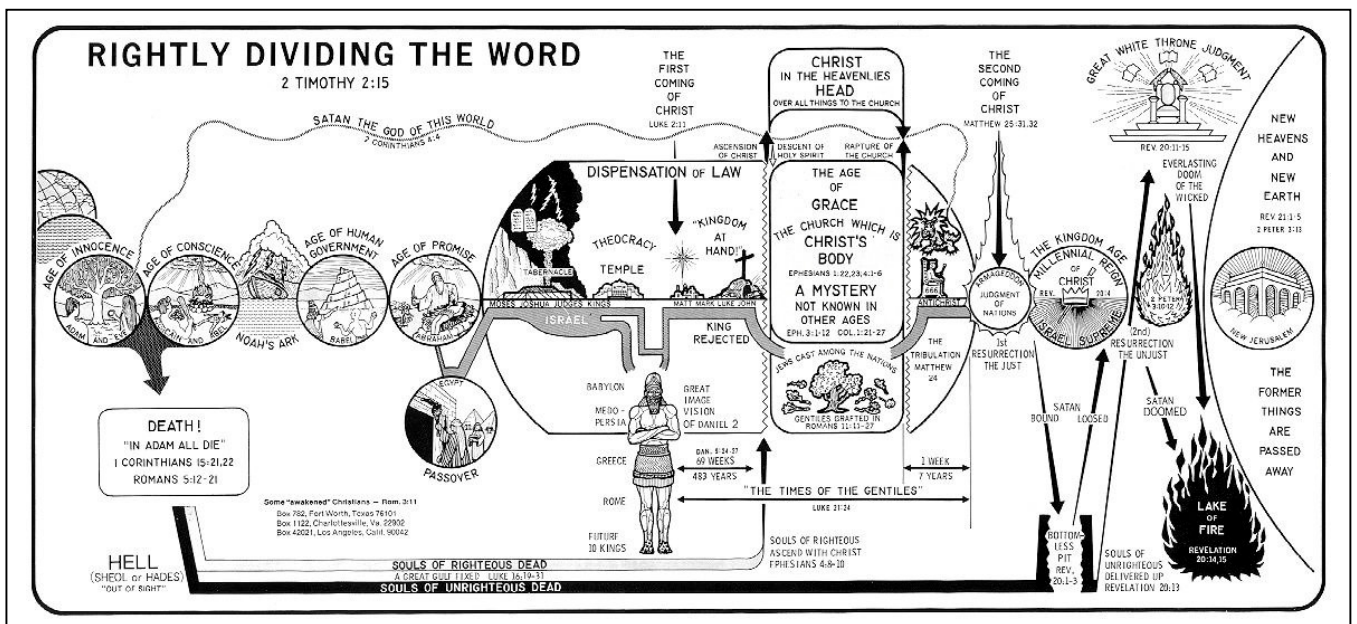 RIGHTLY DIVIDING THE WORD
2 TIMOTHY 2:15
SATAN THE GOD OF THIS WORLD
2 CORINTHIANS 4:4
THE
FIRST
COMING
OF
CHRIST
LUKE 2:11
CHRIST
IN THE HEAVENLIES
HEAD
OVER ALL THINGS TO THE CHURCH
ASCENSION
OF CHRIST
DESCENT OF
HOLY SPIRIT
RAPTURE OF
THE CHURCH
THE
SECOND
COMING
OF
CHRIST
MATTHEW 25:31,32
GREAT WHITE THRONE JUDGMENT
REV. 20:11-15
EVERLASTING
DOOM
OF THE
WICKED
NEW
HEAVENS
AND
NEW
EARTH
REV. 21:1-5
2 PETER 3:13
NEW JERUSALEM
THE
FORMER
THINGS
ARE
PASSED
AWAY
AGE OF INNOCENCE
ADAM AND EVE
AGE OF CONSCIENCE
CAIN AND ABEL
NOAH'S ARK
AGE OF HUMAN
GOVERNMENT
BABEL
AGE OF PROMISE
ABRAHAM
EGYPT
PASSOVER
DISPENSATION OF LAW
TABERNACLE
THEOCRACY
TEMPLE
"KINGDOM
AT
HAND!"
MOSES JOSHUA JUDGES KINGS
MATT MARK LUKE JOHN
ISRAEL
KING
REJECTED
THE AGE
OF
GRACE
THE CHURCH WHICH IS
CHRIST'S
BODY
EPHESIANS 1:22,23,4:1-6
A MYSTERY
NOT KNOWN IN
OTHER AGES
EPH. 3:1-12 COL.1:21-27
JEWS CAST AMONG THE NATIONS
GENTILES GRAFTED IN
ROMANS 11:11-27
666
ANTICHRIST
THE
TRIBULATION
MATTHEW
24
ARMAGEDDON
JUDGMENT
OF
NATIONS
1st
RESURRECTION
THE JUST
THE KINGDOM AGE
MILLENNIAL REIGN
OF
CHRIST
REV. 20:4
ISRAEL SUPREME
2 PETER
3:10-12
(2nd)
RESURRECTION
THE UNJUST
SATAN
BOUND
SATAN
LOOSED
SATAN
DOOMED
LAKE
OF
FIRE
REVELATION
20:14,15
BOTTOM-
LESS
PIT
REV.
20:1-3
SOULS OF
UNRIGHTEOUS
DELIVERED UP
REVELATION 20:13
BABYLON
MEDO-
PERSIA
GREECE
ROME
FUTURE
10 KINGS
GREAT
IMAGE
VISION
OF DANIEL 2
DAN. 9:24-27
69 WEEKS
483 YEARS
1 WEEK
7 YEARS
"THE TIMES OF THE GENTILES"
LUKE 21:24
SOULS OF RIGHTEOUS
ASCEND WITH CHRIST
EPHESIANS 4:8-10
DEATH!
"IN ADAM ALL DIE"
1 CORINTHIANS 15:21,22
ROMANS 5:12-21
Some "awakened" Christians — Rom. 3:11
Box 782, Fort Worth, Texas 76101
Box 1122, Charlottesville, Va. 22902
Box 42021, Los Angeles, Calif. 90042
HELL
(SHEOL or HADES)
"OUT OF SIGHT"
SOULS OF RIGHTEOUS DEAD
A GREAT GULF FIXED LUKE 16:19-31
SOULS OF UNRIGHTEOUS DEAD